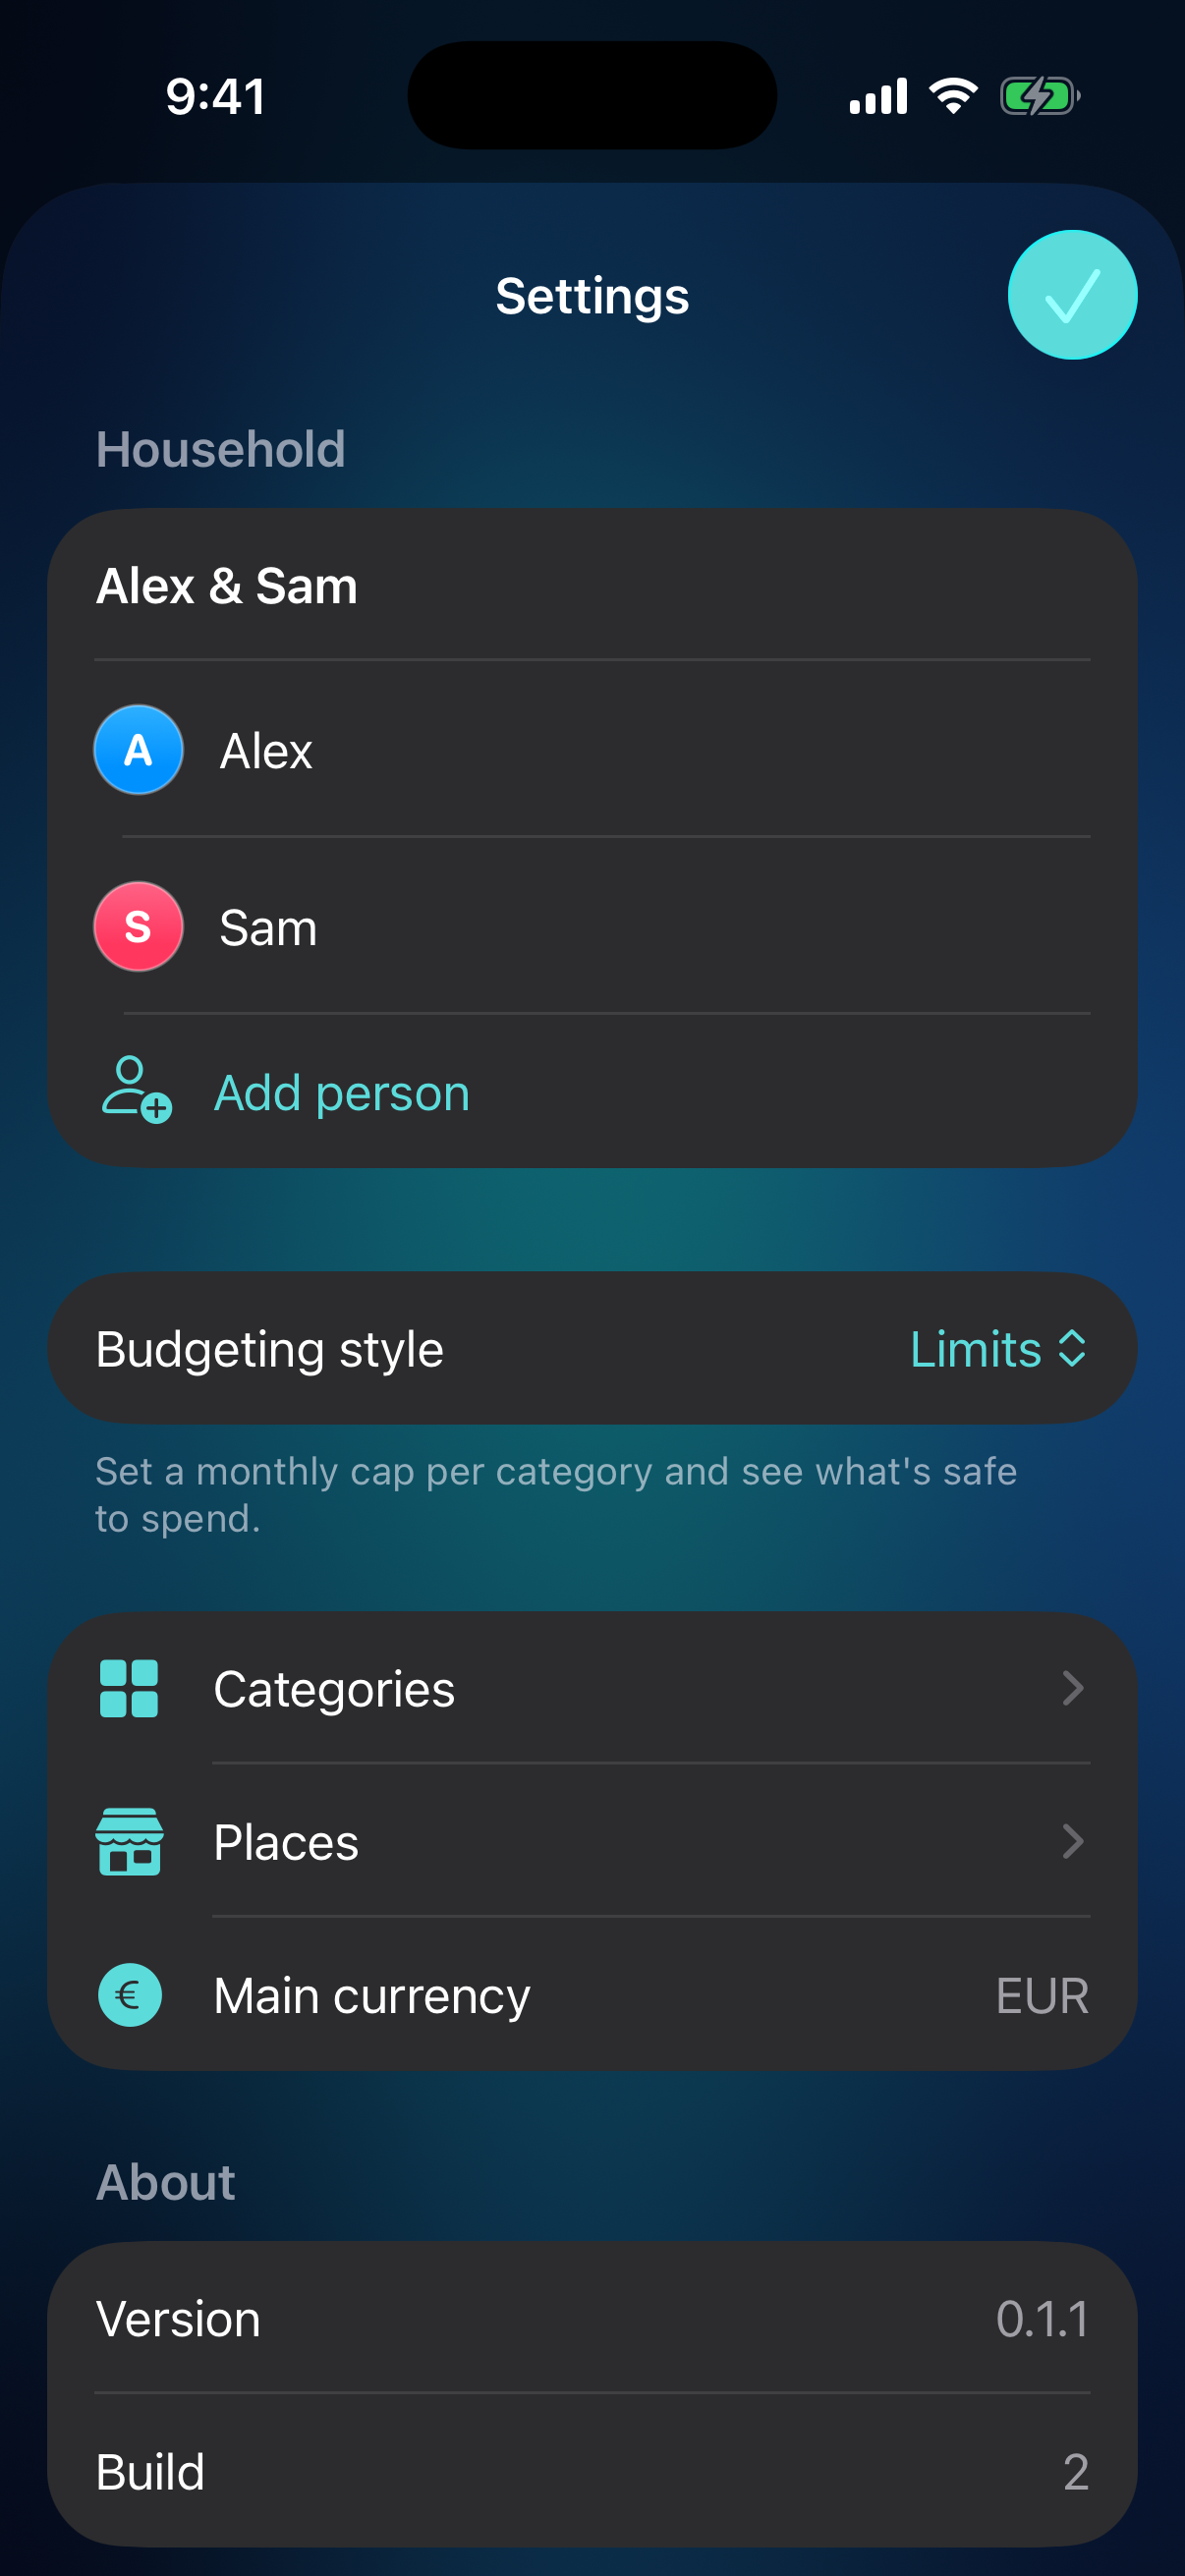 9:41
Settings
Household
Alex & Sam
A Alex
S Sam
Add person
Budgeting style Limits
Set a monthly cap per category and see what's safe
to spend.
Categories
Places
€ Main currency EUR
About
Version 0.1.1
Build 2